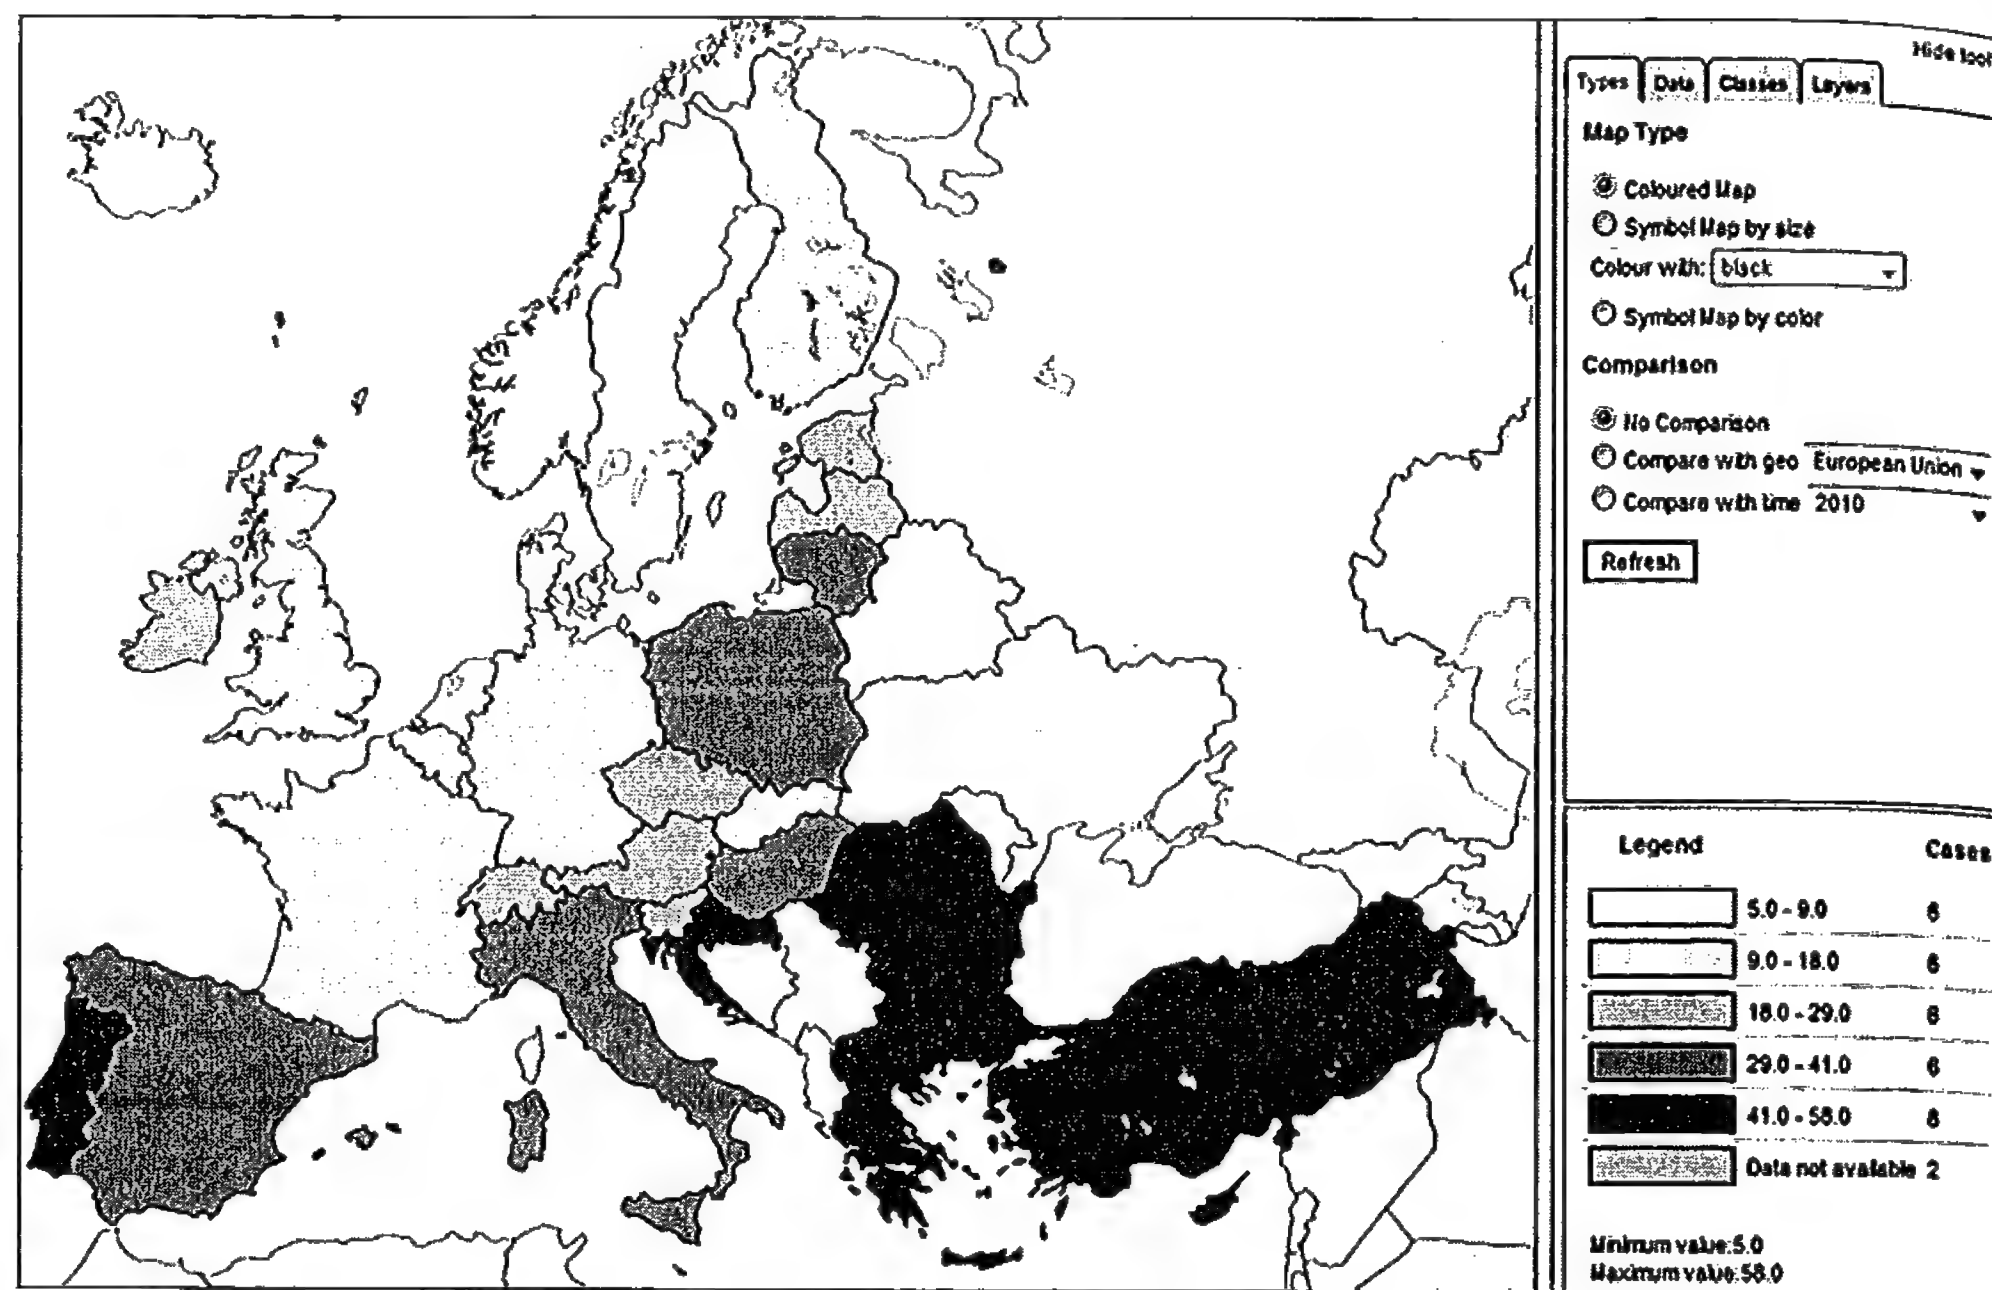 Hide tool
Types Data Classes Layers
Map Type
Coloured Map
Symbol Map by size
Colour with: black
Symbol Map by color
Comparison
No Comparison
Compare with geo European Union
Compare with time 2010
Refresh
Legend Cases
5.0 - 9.0 6
9.0 - 18.0 6
18.0 - 29.0 6
29.0 - 41.0 6
41.0 - 58.0 8
Data not available 2
Minimum value:5.0
Maximum value:58.0